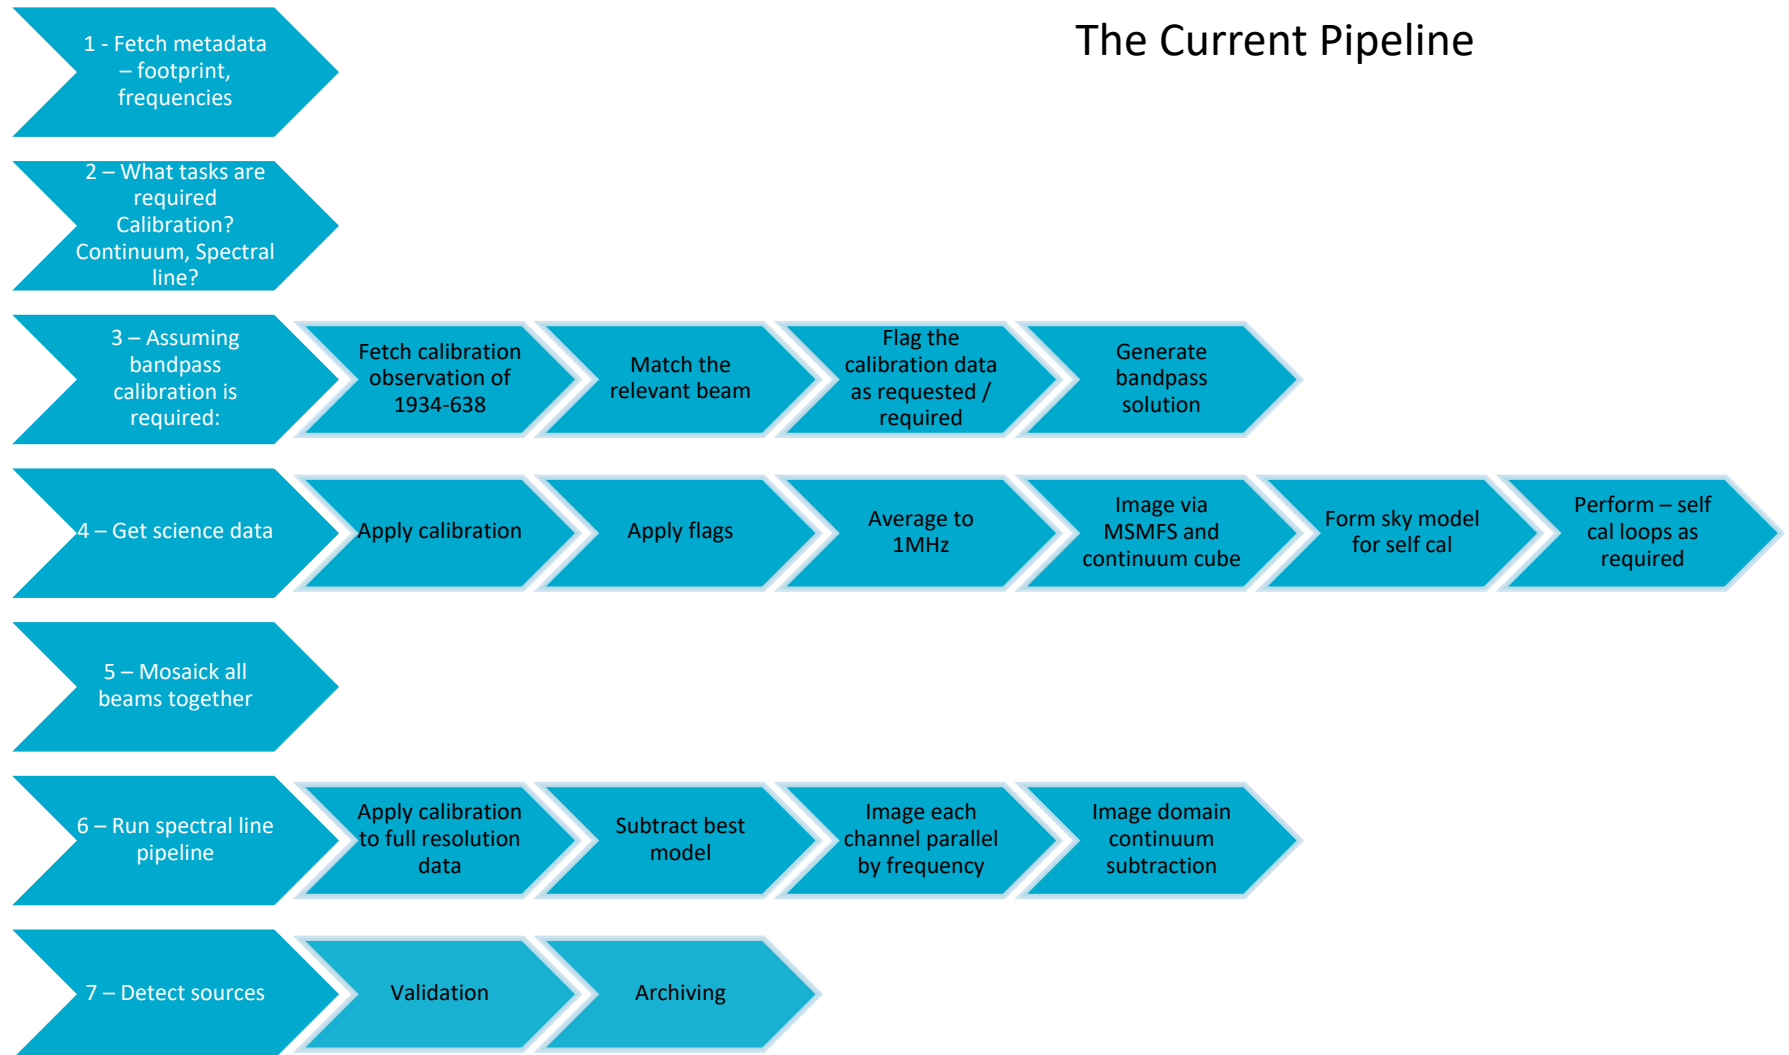 The Current Pipeline
1 - Fetch metadata
– footprint,
frequencies
2 – What tasks are
required
Calibration?
Continuum, Spectral
line?
3 – Assuming
bandpass
calibration is
required:
Fetch calibration
observation of
1934-638
Match the
relevant beam
Flag the
calibration data
as requested /
required
Generate
bandpass
solution
4 – Get science data
Apply calibration
Apply flags
Average to
1MHz
Image via
MSMFS and
continuum cube
Form sky model
for self cal
Perform – self
cal loops as
required
5 – Mosaick all
beams together
6 – Run spectral line
pipeline
Apply calibration
to full resolution
data
Subtract best
model
Image each
channel parallel
by frequency
Image domain
continuum
subtraction
7 – Detect sources
Validation
Archiving